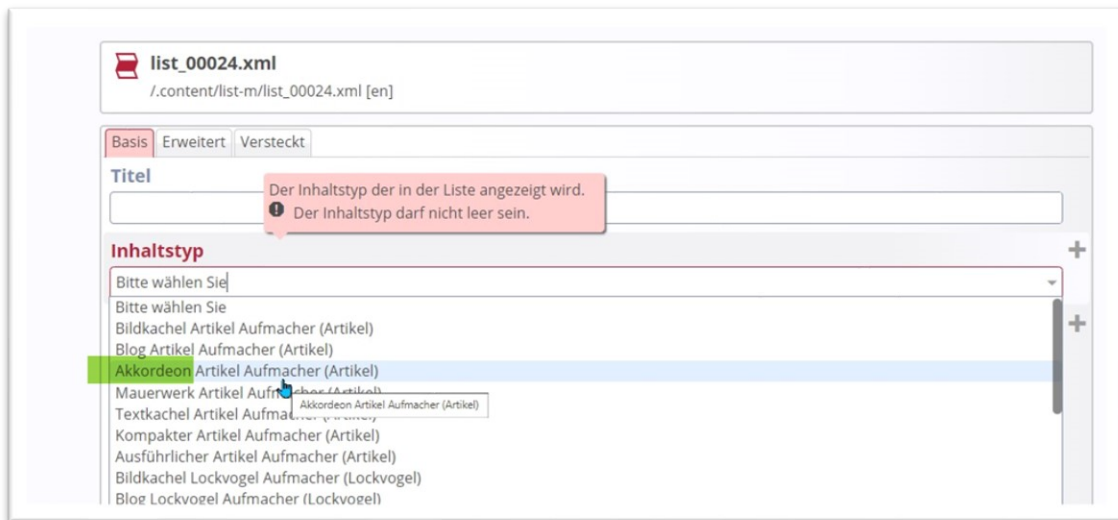 list_00024.xml
/.content/list-m/list_00024.xml [en]
Basis Erweitert Versteckt
Titel
Der Inhaltstyp der in der Liste angezeigt wird.
Der Inhaltstyp darf nicht leer sein.
Inhaltstyp
Bitte wählen Sie
Bitte wählen Sie
Bildkachel Artikel Aufmacher (Artikel)
Blog Artikel Aufmacher (Artikel)
Akkordeon Artikel Aufmacher (Artikel)
Mauerwerk Artikel Aufmacher (Artikel)
Akkordeon Artikel Aufmacher (Artikel)
Textkachel Artikel Aufmac
Kompakter Artikel Aufmacher (Artikel)
Ausführlicher Artikel Aufmacher (Artikel)
Bildkachel Lockvogel Aufmacher (Lockvogel)
Blog Lockvogel Aufmacher (Lockvogel)